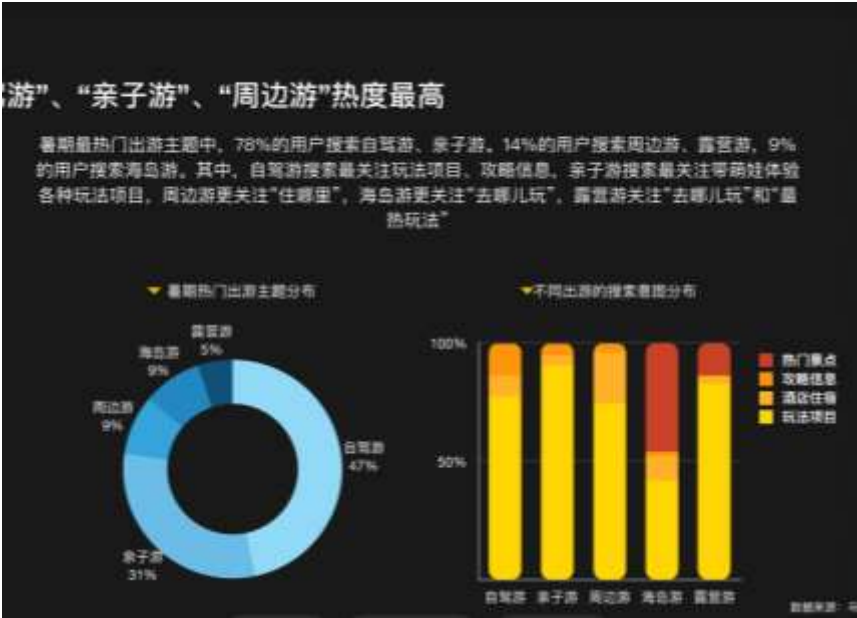 游”、“亲子游”、“周边游”热度最高
暑期最热门出游主题中，78%的用户搜索自驾游、亲子游。14%的用户搜索周边游、露营游，9%
的用户搜索海岛游。其中，自驾游搜索最关注玩法项目、攻略信息，亲子游搜索最关注带萌娃体验
各种玩法项目，周边游更关注“住哪里”，海岛游更关注“去哪儿玩”，露营游关注“去哪儿玩”和“最
热玩法”
暑期热门出游主题分布
露营游
5%
海岛游
9%
周边游
9%
自驾游
47%
亲子游
31%
不同出游的搜索意图分布
100%
50%
热门景点
攻略信息
酒店住宿
玩法项目
自驾游 亲子游 周边游 海岛游 露营游
数据来源：